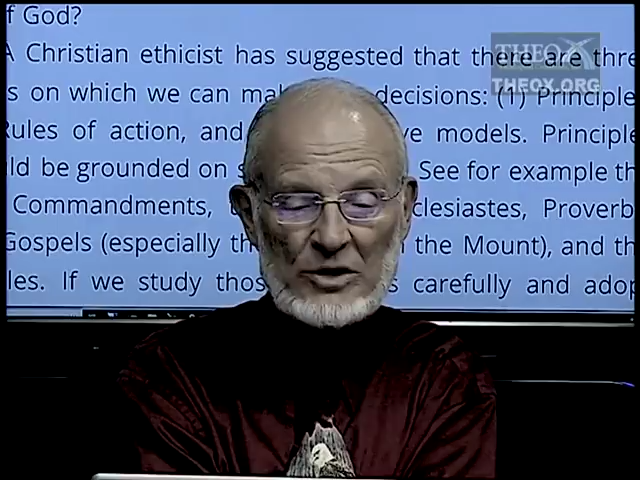 f God?
A Christian ethicist has suggested that there are thre
s on which we can ma decisions: (1) Principle
Rules of action, and ve models. Principle
ld be grounded on s See for example th
Commandments, clesiastes, Proverb
Gospels (especially th the Mount), and th
les. If we study thos s carefully and adop
THEOX
THEOX.ORG